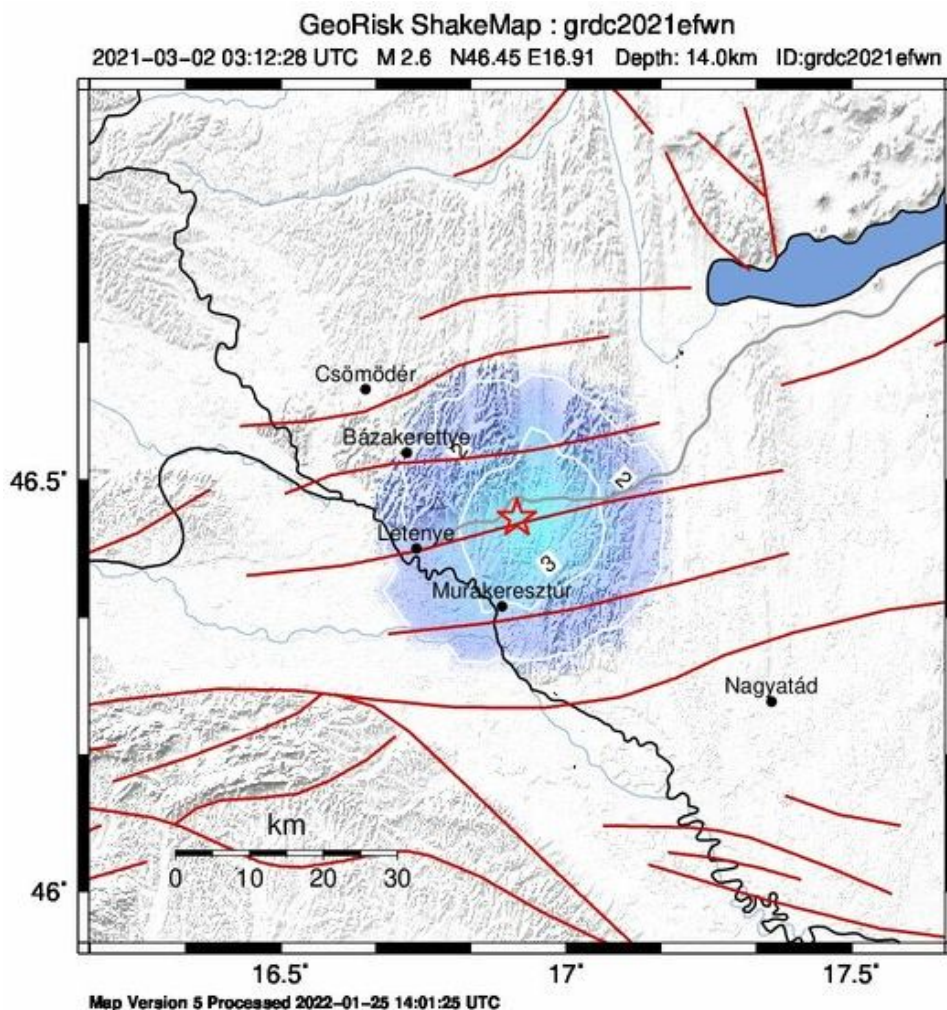 GeoRisk ShakeMap : grdc2021efwn
2021-03-02 03:12:28 UTC M 2.6 N46.45 E16.91 Depth: 14.0km ID:grdc2021efwn
Csömödér
Bázakerettye
2
2
46.5˚
Letenye
3
Murakeresztúr
Nagyatád
km
0 10 20 30
46˚
16.5˚ 17˚ 17.5˚
Map Version 5 Processed 2022-01-25 14:01:25 UTC